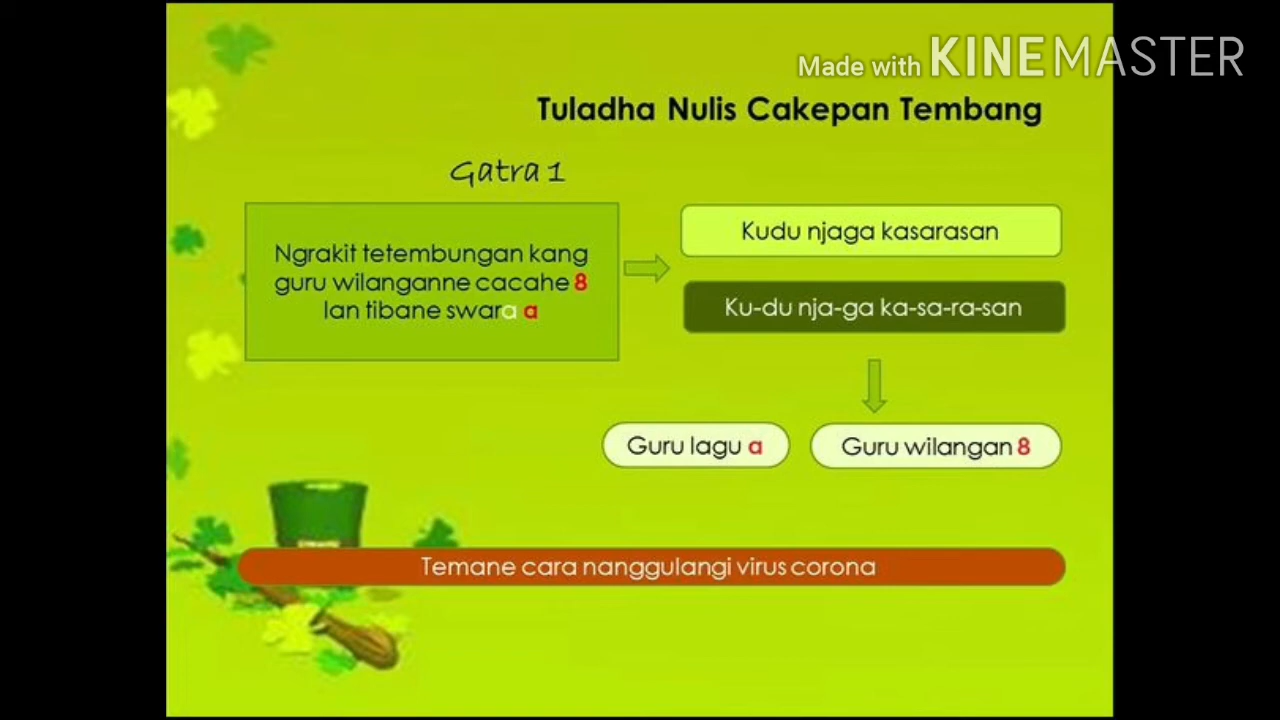 Made with KINEMASTER
Tuladha Nulis Cakepan Tembang
Gatra 1
Ngrakit tetembungan kang
guru wilanganne cacahe 8
lan tibane swara a
Kudu njaga kasarasan
Ku-du nja-ga ka-sa-ra-san
Guru lagu a
Guru wilangan 8
Temane cara nanggulangi virus corona